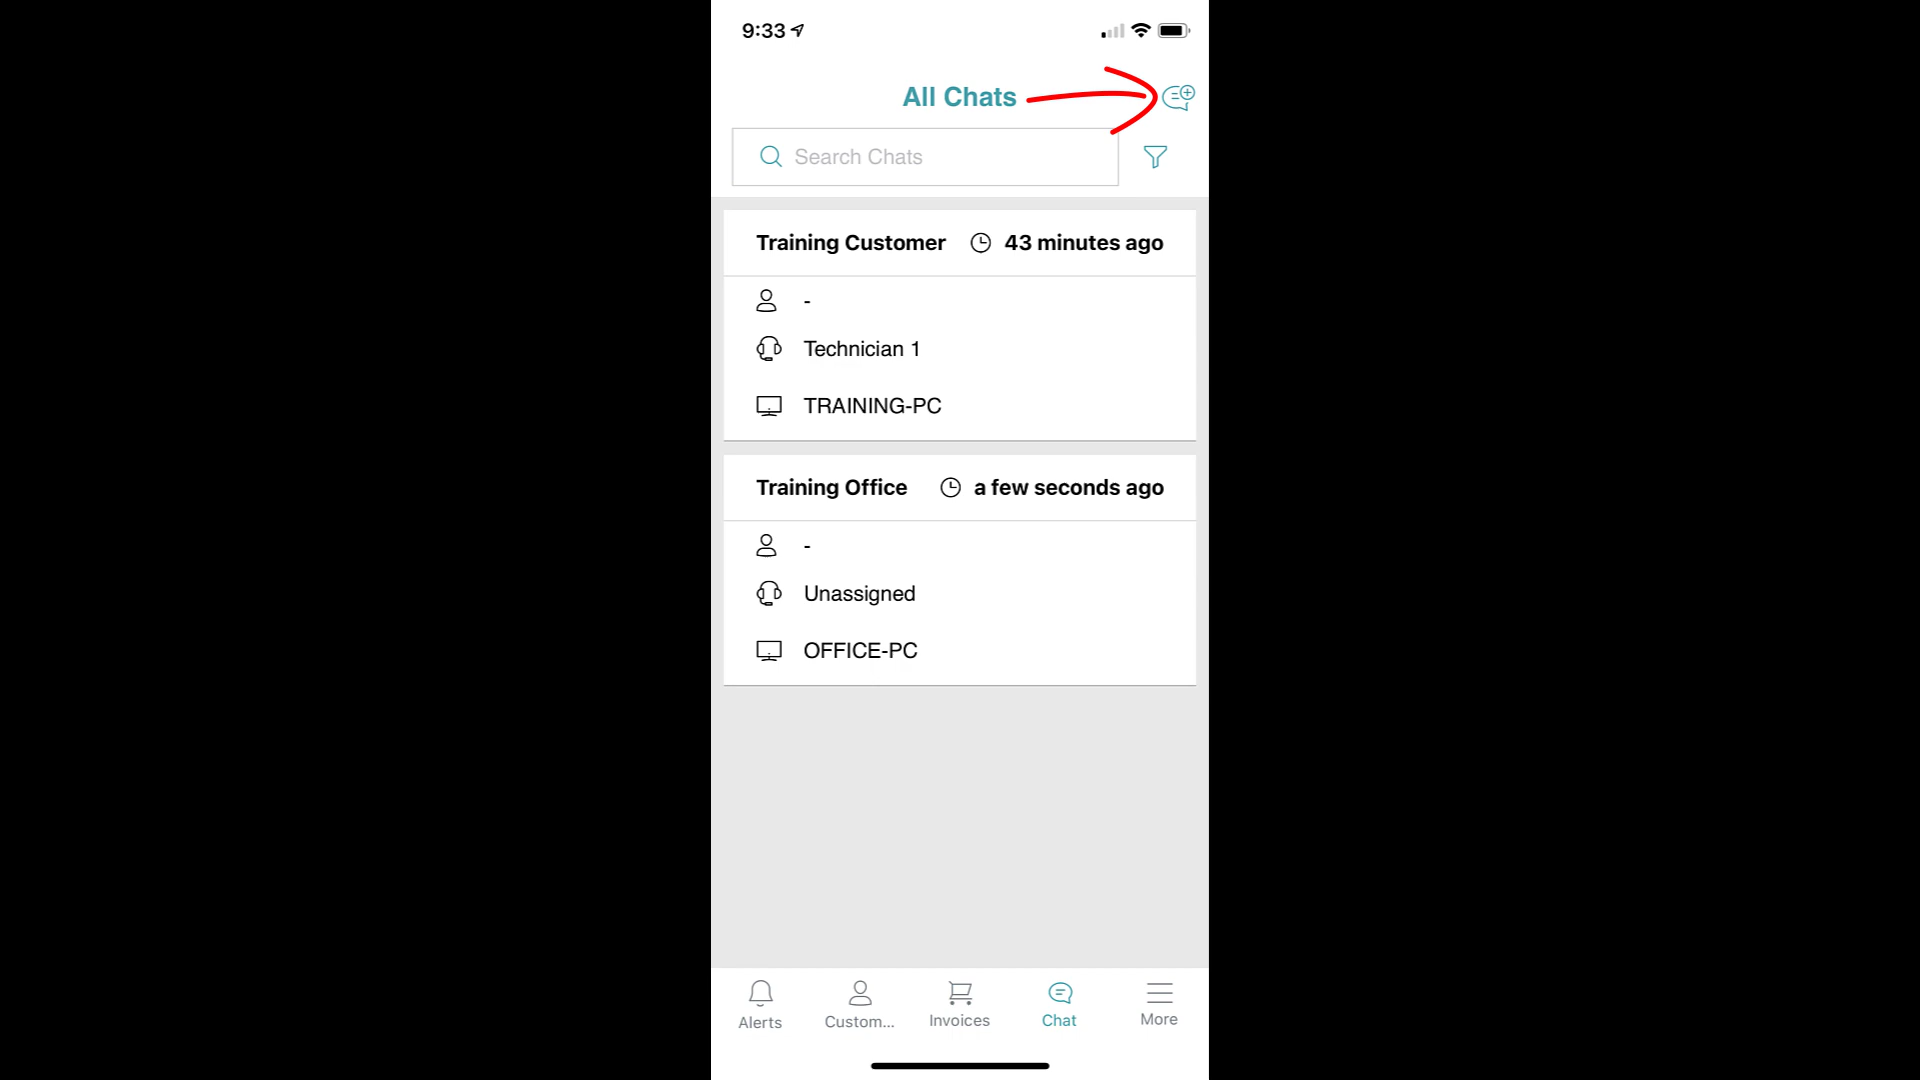 9:33
All Chats
Search Chats
Training Customer 43 minutes ago
-
Technician 1
TRAINING-PC
Training Office a few seconds ago
-
Unassigned
OFFICE-PC
Alerts Custom... Invoices Chat More